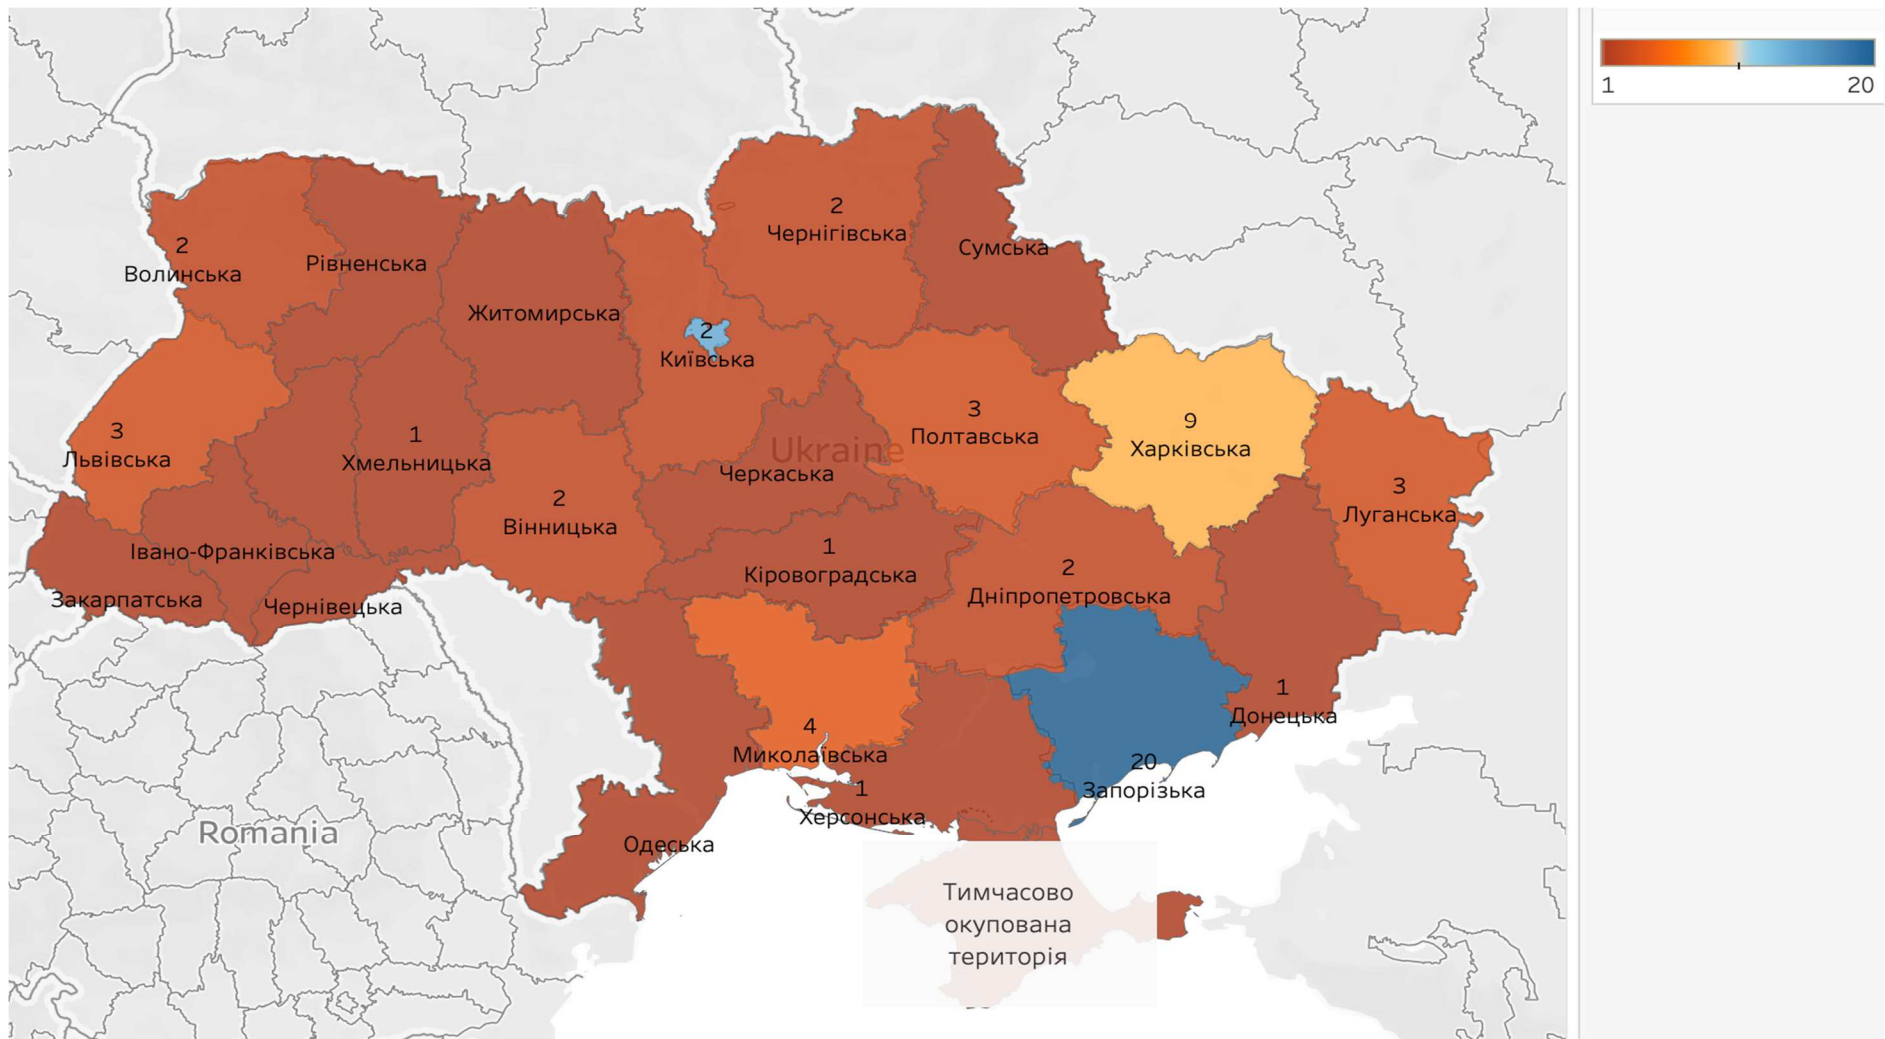 1
20
2
Чернігівська
Сумська
2
Волинська
Рівненська
Житомирська
2
Київська
3
Львівська
1
Хмельницька
Ukraine
Черкаська
3
Полтавська
9
Харківська
3
Луганська
2
Вінницька
Івано-Франківська
Закарпатська
Чернівецька
1
Кіровоградська
2
Дніпропетровська
1
Донецька
4
Миколаївська
20
Запорізька
1
Херсонська
Romania
Одеська
Тимчасово
окупована
територія